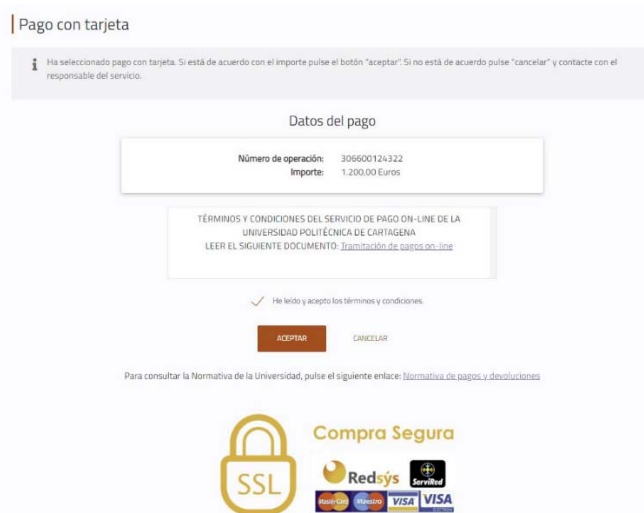 Pago con tarjeta
Ha seleccionado pago con tarjeta. Si está de acuerdo con el importe pulse el botón "aceptar". Si no está de acuerdo pulse "cancelar" y contacte con el
responsable del servicio.
Datos del pago
Número de operación: 306600124322
Importe: 1.200,00 Euros
TÉRMINOS Y CONDICIONES DEL SERVICIO DE PAGO ON-LINE DE LA
UNIVERSIDAD POLITÉCNICA DE CARTAGENA
LEER EL SIGUIENTE DOCUMENTO: Tramitación de pagos on-line
He leído y acepto los términos y condiciones.
ACEPTAR CANCELAR
Para consultar la Normativa de la Universidad, pulse el siguiente enlace: Normativa de pagos y devoluciones
Compra Segura
SSL
Redsýs ServiRed
MasterCard Maestro VISA VISA
ELECTRON